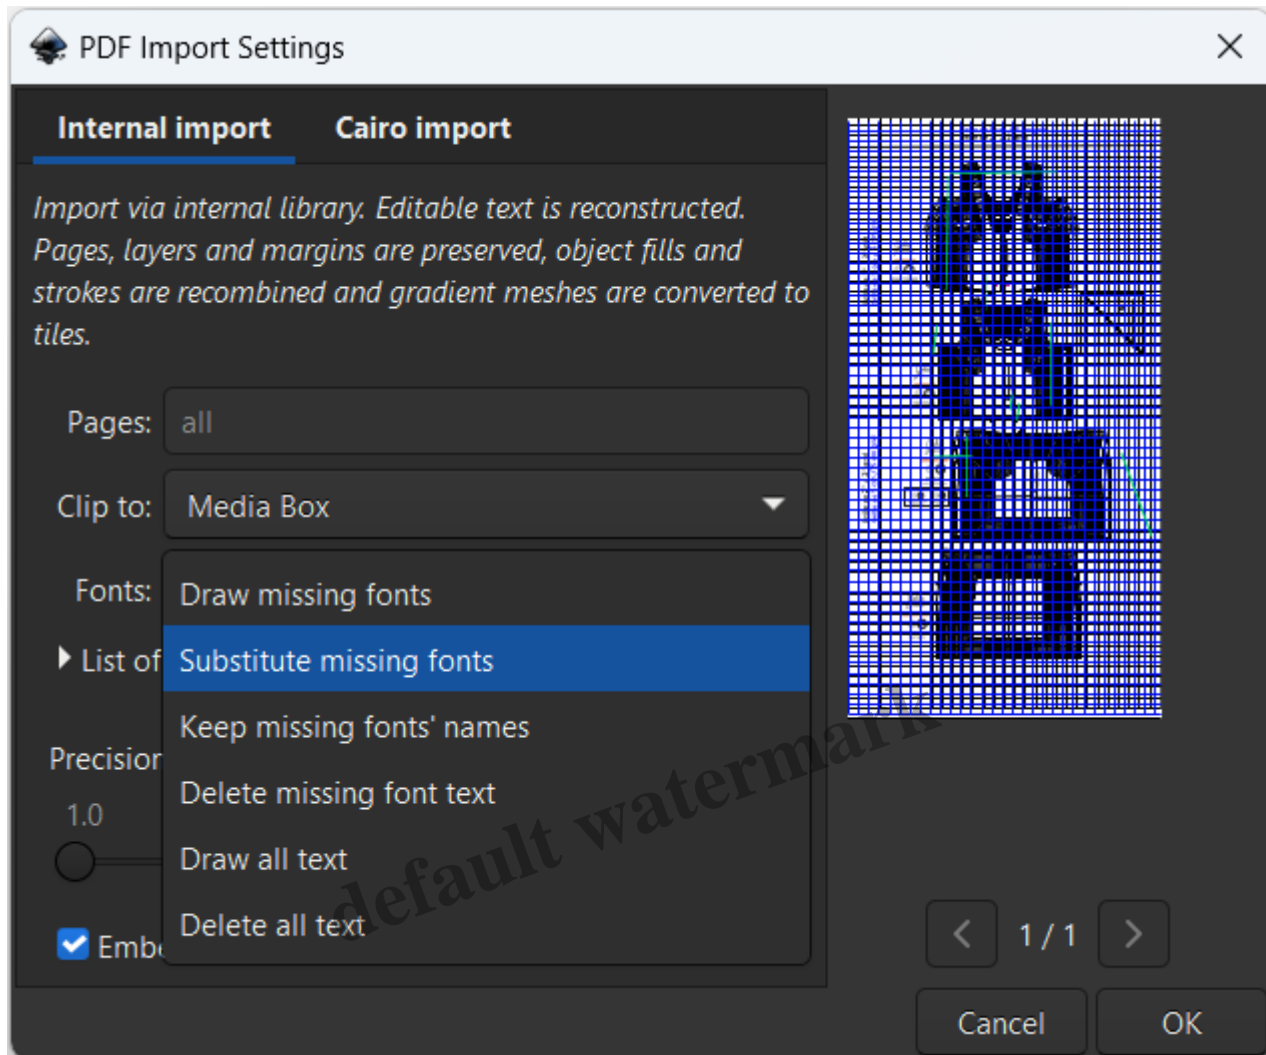 PDF Import Settings
Internal import
Cairo import
Import via internal library. Editable text is reconstructed.
Pages, layers and margins are preserved, object fills and
strokes are recombined and gradient meshes are converted to
tiles.
Pages:
all
Clip to:
Media Box
Fonts:
Draw missing fonts
List of
Substitute missing fonts
Keep missing fonts' names
Precision
Delete missing font text
1.0
Draw all text
Delete all text
Embe
default watermark
1 / 1
Cancel
OK